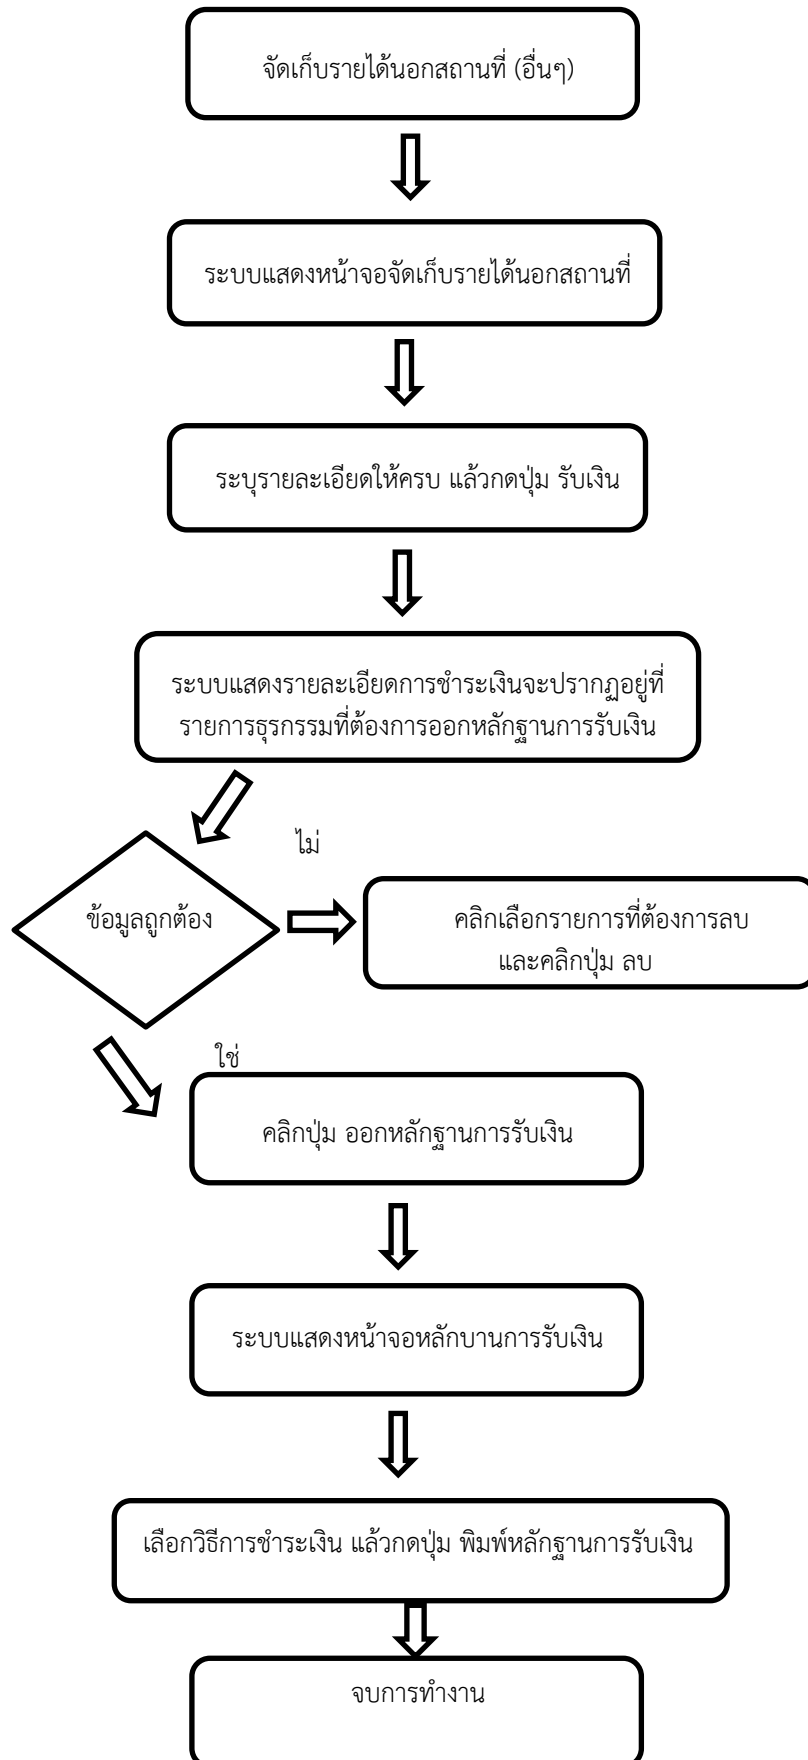 จัดเก็บรายได้นอกสถานที่ (อื่นๆ)
ระบบแสดงหน้าจอจัดเก็บรายได้นอกสถานที่
ระบุรายละเอียดให้ครบ แล้วกดปุ่ม รับเงิน
ระบบแสดงรายละเอียดการชำระเงินจะปรากฏอยู่ที่
รายการธุรกรรมที่ต้องการออกหลักฐานการรับเงิน
ข้อมูลถูกต้อง
ไม่
คลิกเลือกรายการที่ต้องการลบ
และคลิกปุ่ม ลบ
ใช่
คลิกปุ่ม ออกหลักฐานการรับเงิน
ระบบแสดงหน้าจอหลักบานการรับเงิน
เลือกวิธีการชำระเงิน แล้วกดปุ่ม พิมพ์หลักฐานการรับเงิน
จบการทำงาน